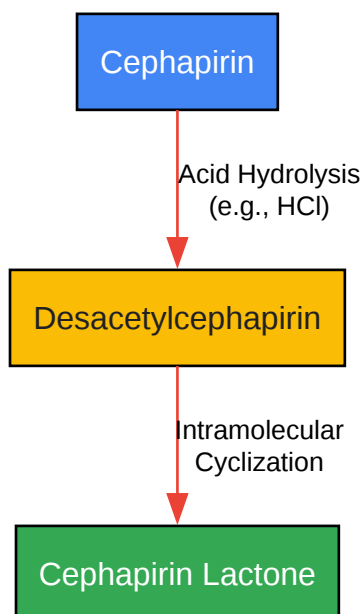 Cephapirin
Acid Hydrolysis
(e.g., HCl)
Desacetylcephapirin
Intramolecular
Cyclization
Cephapirin Lactone